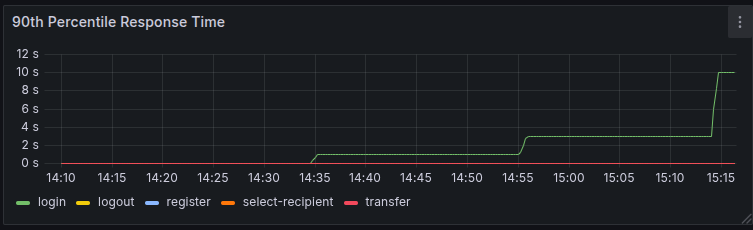 90th Percentile Response Time
12 s
10 s
8 s
6 s
4 s
2 s
0 s
14:10 14:15 14:20 14:25 14:30 14:35 14:40 14:45 14:50 14:55 15:00 15:05 15:10 15:15
login logout register select-recipient transfer